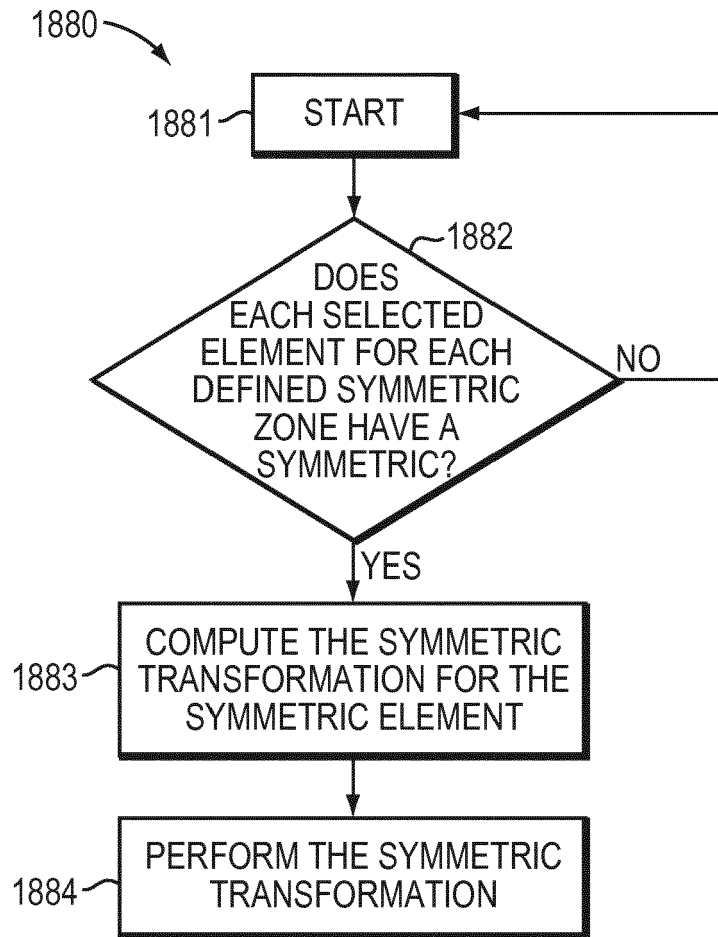 1880
1881
START
1882
DOES
EACH SELECTED
ELEMENT FOR EACH
DEFINED SYMMETRIC
ZONE HAVE A
SYMMETRIC?
NO
YES
1883
COMPUTE THE SYMMETRIC
TRANSFORMATION FOR THE
SYMMETRIC ELEMENT
1884
PERFORM THE SYMMETRIC
TRANSFORMATION